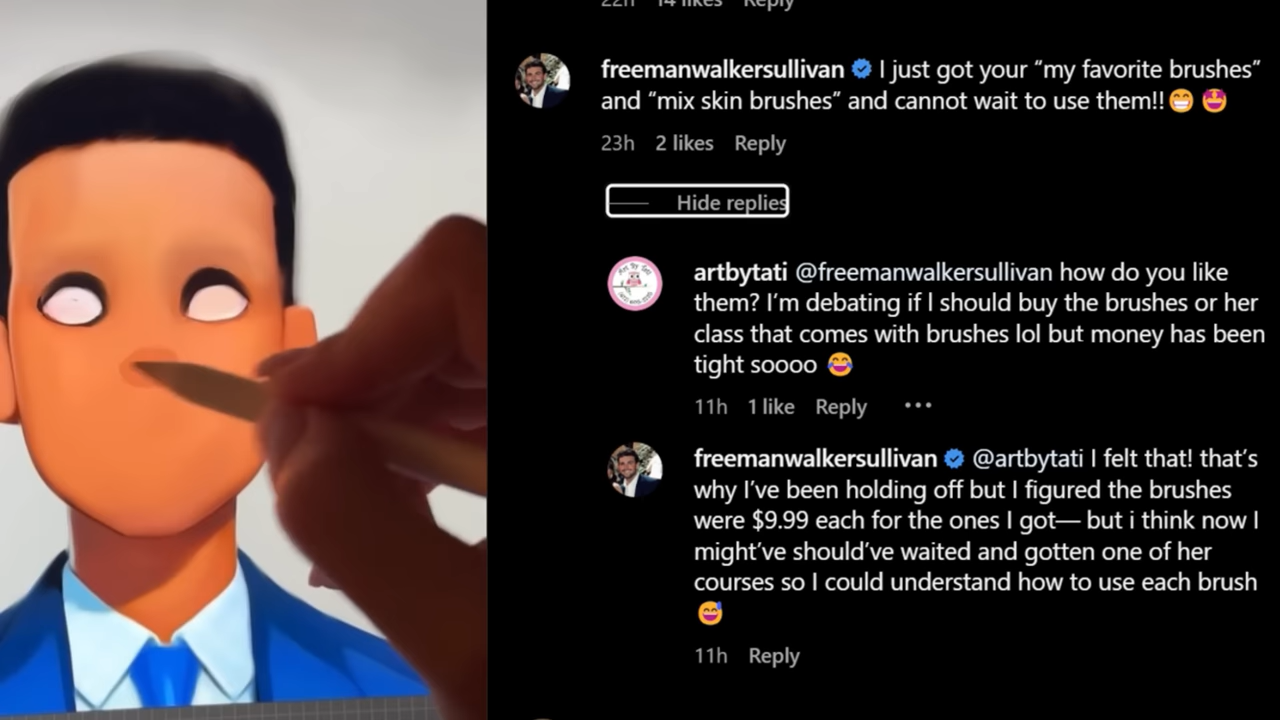 22h 14 likes Reply
freemanwalkersullivan I just got your “my favorite brushes”
and “mix skin brushes” and cannot wait to use them!!😁 🤩
23h 2 likes Reply
Hide replies
artbytati @freemanwalkersullivan how do you like
them? I’m debating if I should buy the brushes or her
class that comes with brushes lol but money has been
tight soooo 😂
11h 1 like Reply
freemanwalkersullivan @artbytati I felt that! that’s
why I’ve been holding off but I figured the brushes
were $9.99 each for the ones I got— but i think now I
might’ve should’ve waited and gotten one of her
courses so I could understand how to use each brush
😅
11h Reply